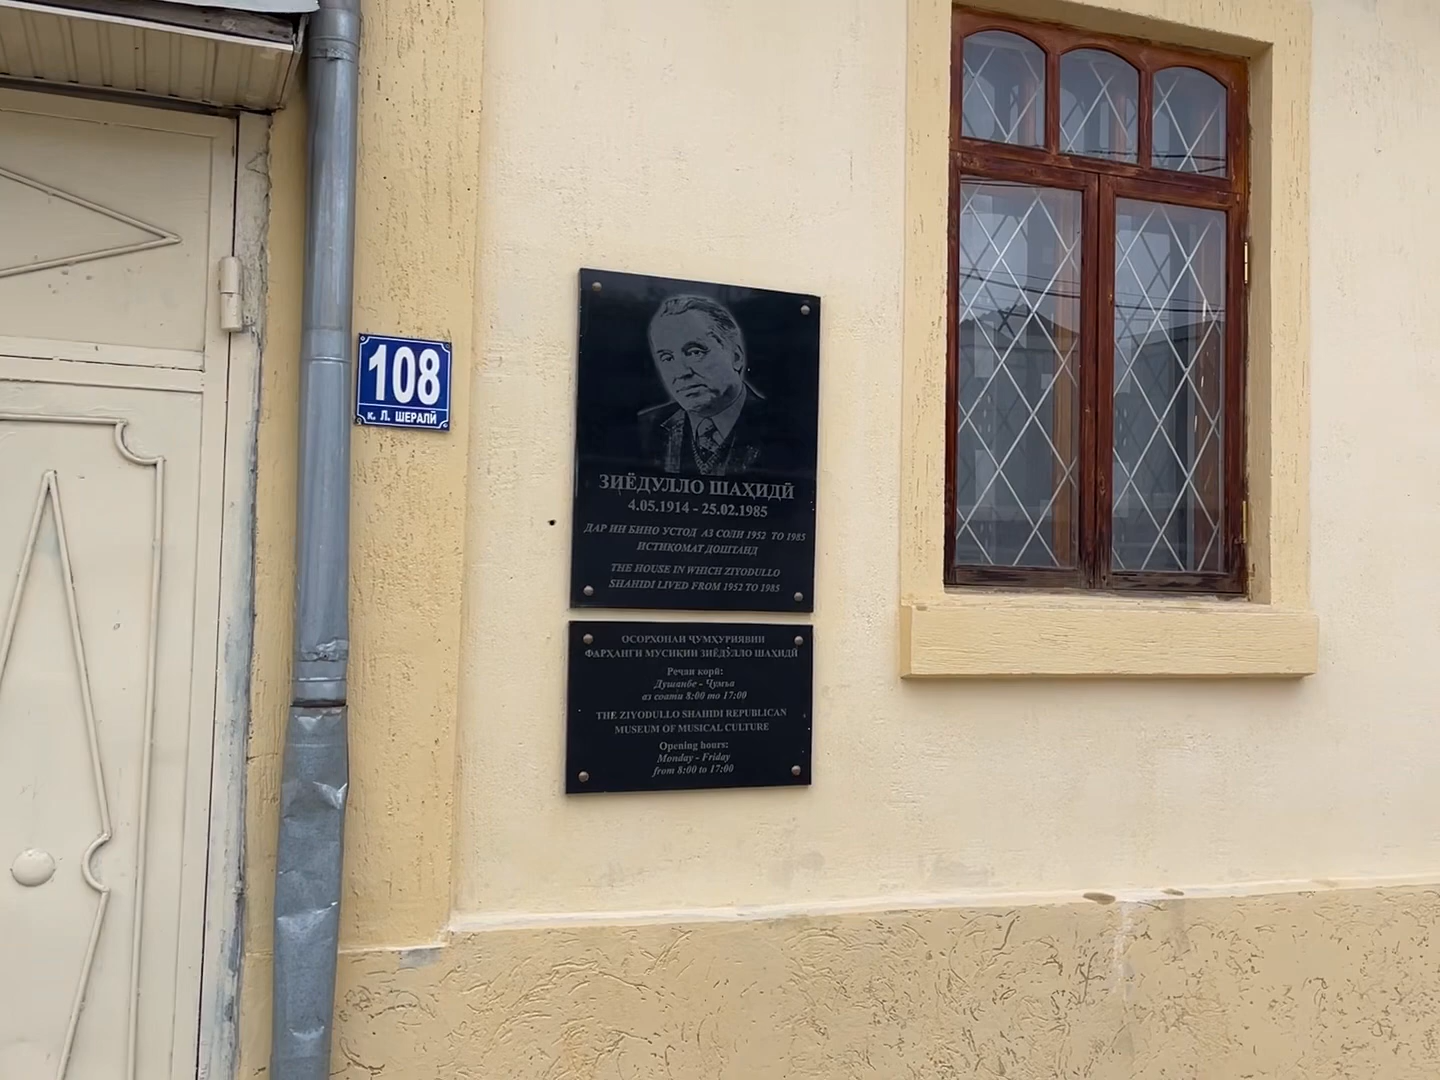 108
к. Л. ШЕРАЛӢ
ЗИЁДУЛЛО ШАҲИДӢ
4.05.1914 - 25.02.1985
ДАР ИН БИНО УСТОД АЗ СОЛИ 1952 ТО 1985
ИСТИҚОМАТ ДОШТАНД
THE HOUSE IN WHICH ZIYODULLO
SHAHIDI LIVED FROM 1952 TO 1985
ОСОРХОНАИ ҶУМҲУРИЯВИИ
ФАРҲАНГИ МУСИҚИИ ЗИЁДУЛЛО ШАҲИДӢ
Речаи корӣ:
Душанбе - Ҷумъа
аз соати 8:00 то 17:00
THE ZIYODULLO SHAHIDI REPUBLICAN
MUSEUM OF MUSICAL CULTURE
Opening hours:
Monday - Friday
from 8:00 to 17:00